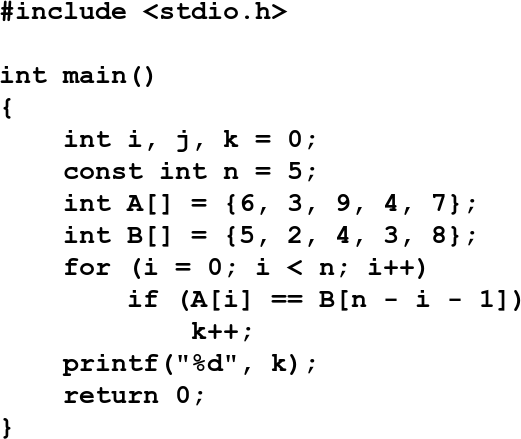 #include <stdio.h>

int main()
{
    int i, j, k = 0;
    const int n = 5;
    int A[] = {6, 3, 9, 4, 7};
    int B[] = {5, 2, 4, 3, 8};
    for (i = 0; i < n; i++)
        if (A[i] == B[n - i - 1])
            k++;
    printf("%d", k);
    return 0;
}